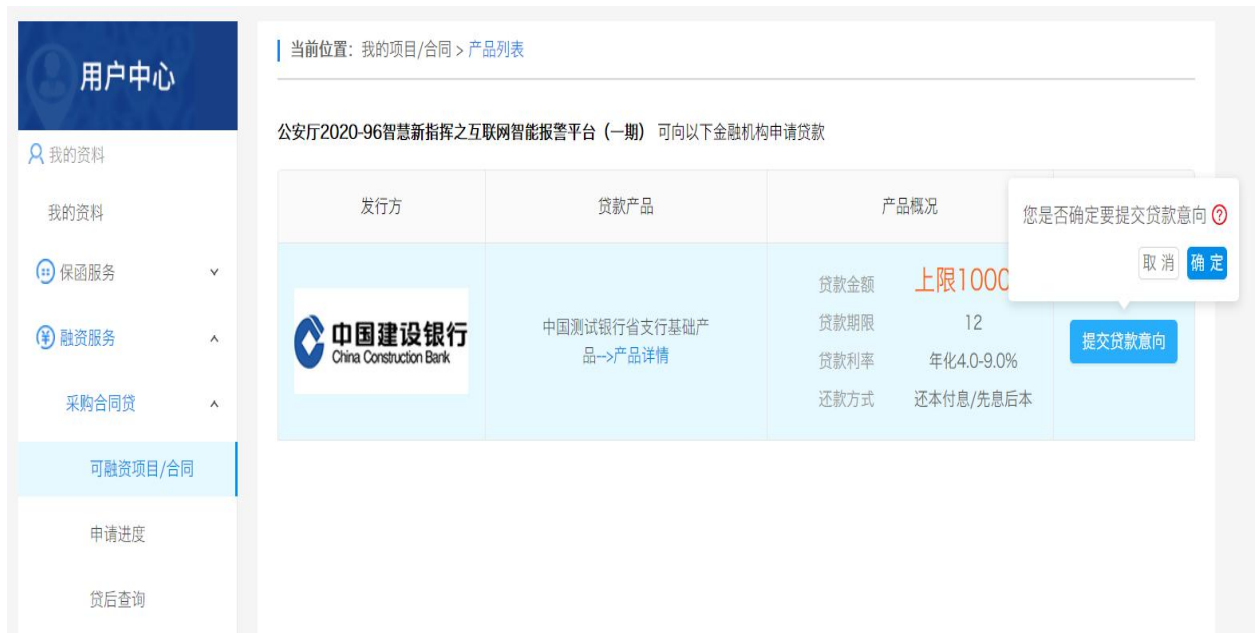 用户中心
当前位置：我的项目/合同 > 产品列表
公安厅2020-96智慧新指挥之互联网智能报警平台（一期） 可向以下金融机构申请贷款
我的资料
我的资料
保函服务
融资服务
采购合同贷
可融资项目/合同
申请进度
贷后查询
发行方 贷款产品 产品概况
您是否确定要提交贷款意向
取 消 确 定
中国建设银行
China Construction Bank
中国测试银行省支行基础产
品-->产品详情
贷款金额 上限1000
贷款期限 12
贷款利率 年化4.0-9.0%
还款方式 还本付息/先息后本
提交贷款意向